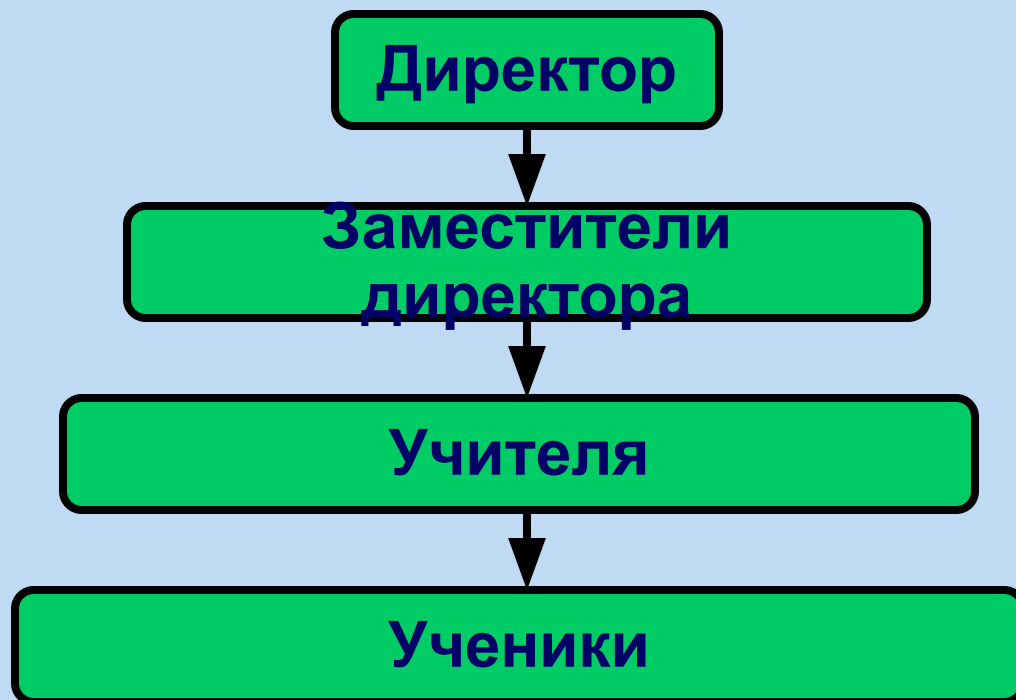 Директор
Заместители
директора
Учителя
Ученики